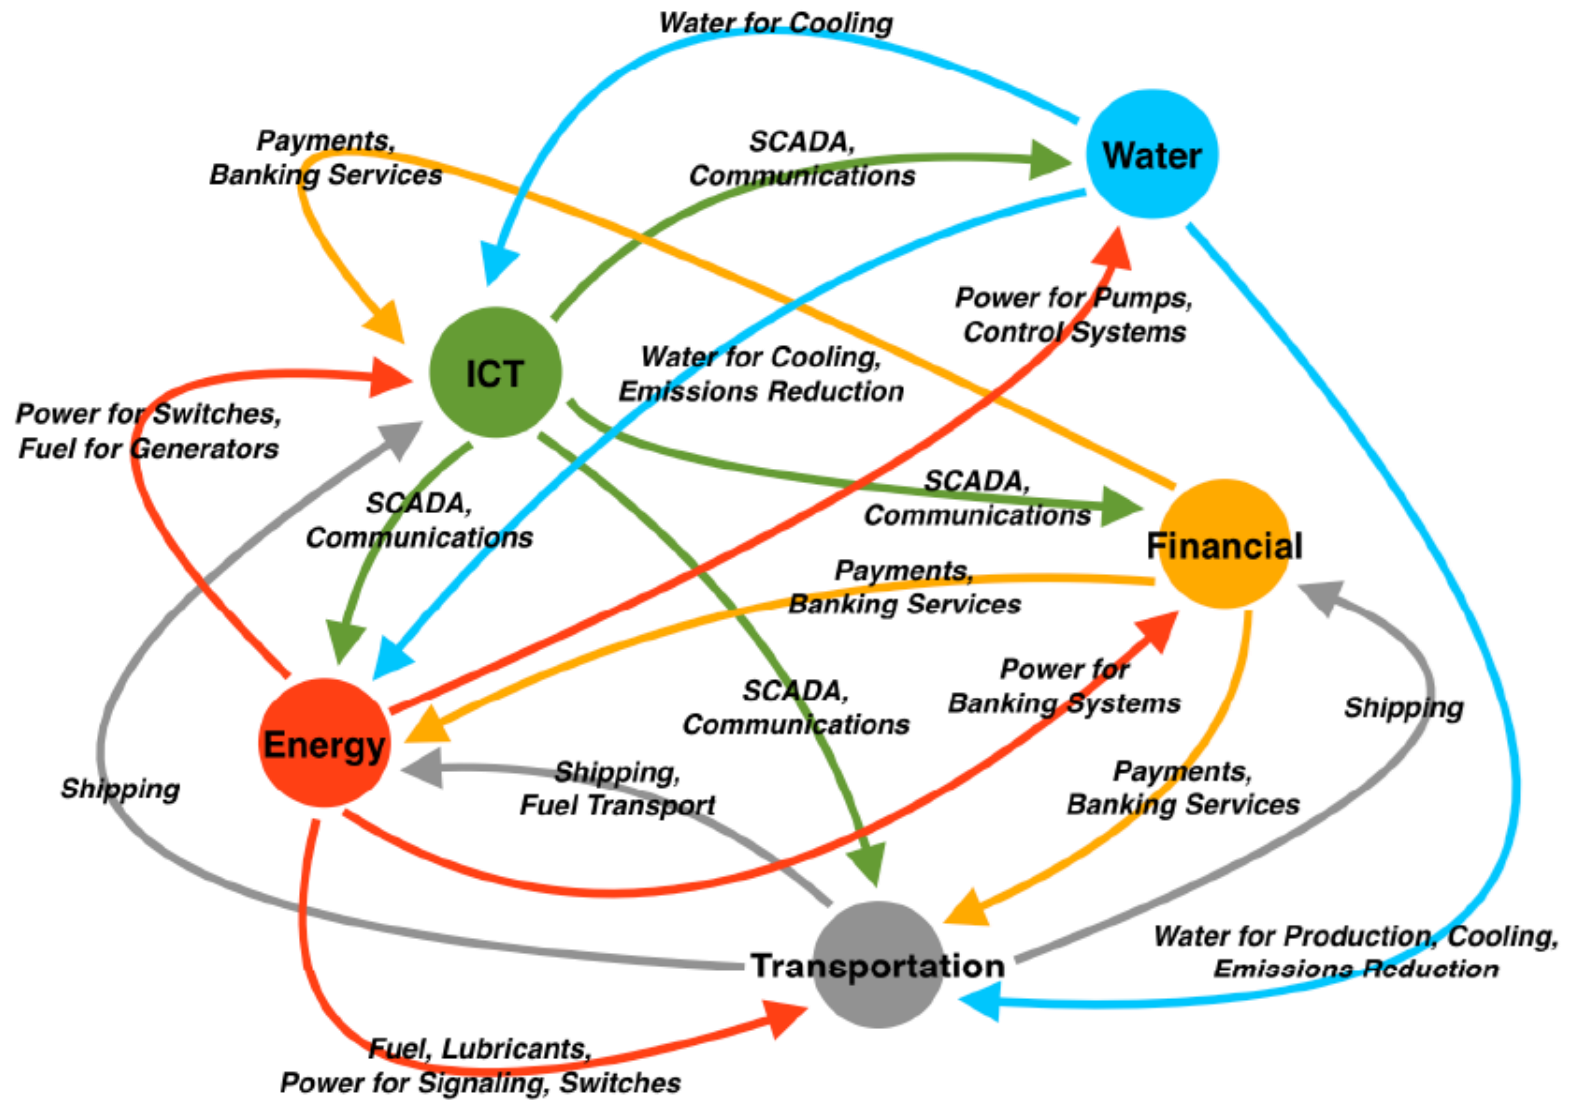 Water for Cooling
Payments,
Banking Services
SCADA,
Communications
Water
Power for Pumps,
Control Systems
ICT
Water for Cooling,
Emissions Reduction
Power for Switches,
Fuel for Generators
SCADA,
Communications
SCADA,
Communications
Financial
Payments,
Banking Services
Power for
Banking Systems
SCADA,
Communications
Shipping
Energy
Shipping
Shipping,
Fuel Transport
Payments,
Banking Services
Water for Production, Cooling,
Emissions Reduction
Transportation
Fuel, Lubricants,
Power for Signaling, Switches